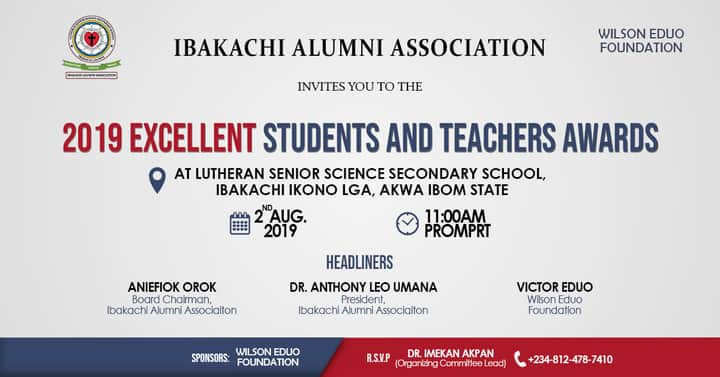 IBAKACHI ALUMNI ASSOCIATION
WILSON EDUO
FOUNDATION
IBAKACHI ALUMNI ASSOCIATION
INVITES YOU TO THE
2019 EXCELLENT STUDENTS AND TEACHERS AWARDS
AT LUTHERAN SENIOR SCIENCE SECONDARY SCHOOL,
IBAKACHI IKONO LGA, AKWA IBOM STATE
2ND AUG.
2019
11:00AM
PROMPRT
HEADLINERS
ANIEFIOK OROK
Board Chairman,
Ibakachi Alumni Associaiton
DR. ANTHONY LEO UMANA
President,
Ibakachi Alumni Associaiton
VICTOR EDUO
Wilson Eduo
Foundation
SPONSORS: WILSON EDUO
FOUNDATION
R.S.V.P DR. IMEKAN AKPAN
(Organizing Committee Lead)
+234-812-478-7410